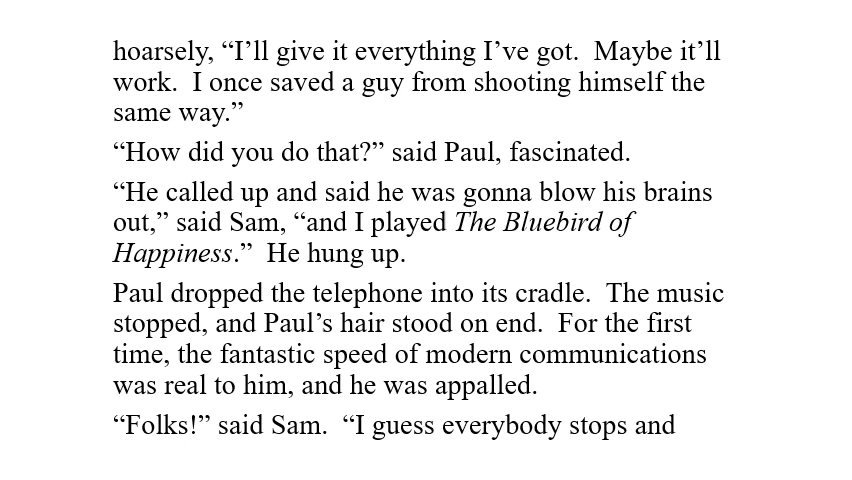 hoarsely, “I’ll give it everything I’ve got.  Maybe it’ll
work.  I once saved a guy from shooting himself the
same way.”
“How did you do that?” said Paul, fascinated.
“He called up and said he was gonna blow his brains
out,” said Sam, “and I played The Bluebird of
Happiness.”  He hung up.
Paul dropped the telephone into its cradle.  The music
stopped, and Paul’s hair stood on end.  For the first
time, the fantastic speed of modern communications
was real to him, and he was appalled.
“Folks!” said Sam.  “I guess everybody stops and